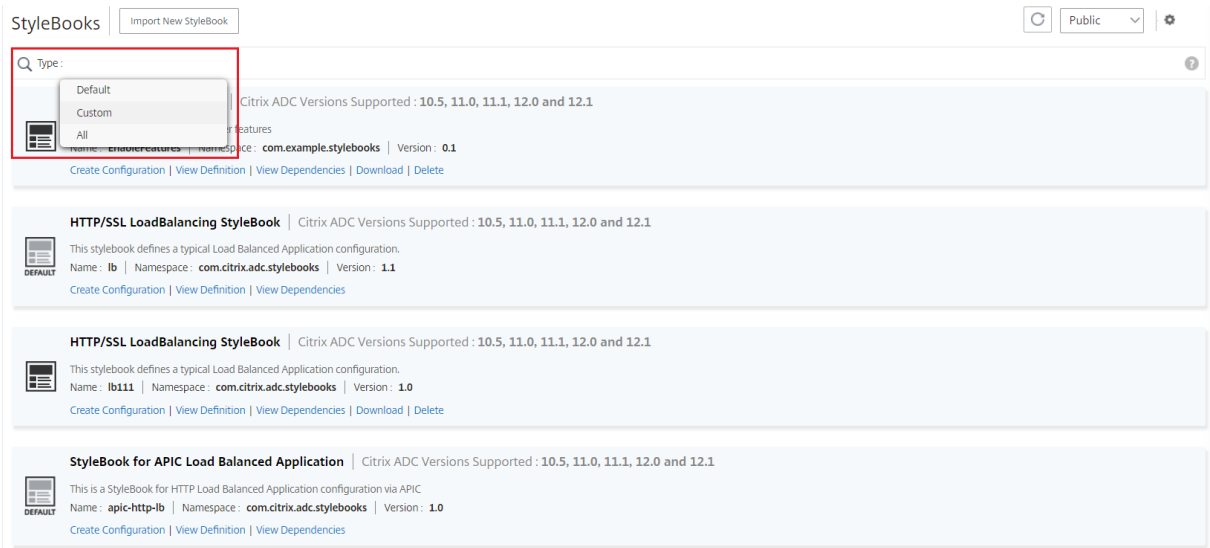 StyleBooks Import New StyleBook Public
Type :
Default
Custom
All
Citrix ADC Versions Supported : 10.5, 11.0, 11.1, 12.0 and 12.1
r features
Name : EnableFeatures | Namespace : com.example.stylebooks | Version : 0.1
Create Configuration | View Definition | View Dependencies | Download | Delete
HTTP/SSL LoadBalancing StyleBook | Citrix ADC Versions Supported : 10.5, 11.0, 11.1, 12.0 and 12.1
This stylebook defines a typical Load Balanced Application configuration.
DEFAULT Name : lb | Namespace : com.citrix.adc.stylebooks | Version : 1.1
Create Configuration | View Definition | View Dependencies
HTTP/SSL LoadBalancing StyleBook | Citrix ADC Versions Supported : 10.5, 11.0, 11.1, 12.0 and 12.1
This stylebook defines a typical Load Balanced Application configuration.
Name : lb111 | Namespace : com.citrix.adc.stylebooks | Version : 1.0
Create Configuration | View Definition | View Dependencies | Download | Delete
StyleBook for APIC Load Balanced Application | Citrix ADC Versions Supported : 10.5, 11.0, 11.1, 12.0 and 12.1
This is a StyleBook for HTTP Load Balanced Application configuration via APIC
DEFAULT Name : apic-http-lb | Namespace : com.citrix.adc.stylebooks | Version : 1.0
Create Configuration | View Definition | View Dependencies